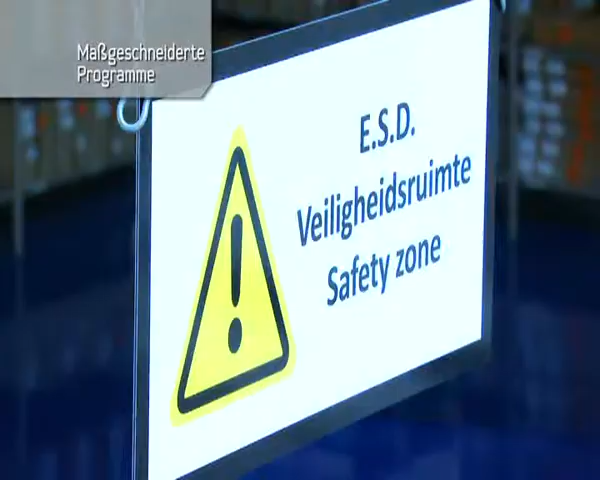 Maßgeschneiderte
Programme
E.S.D.
Veiligheidsruimte
Safety zone